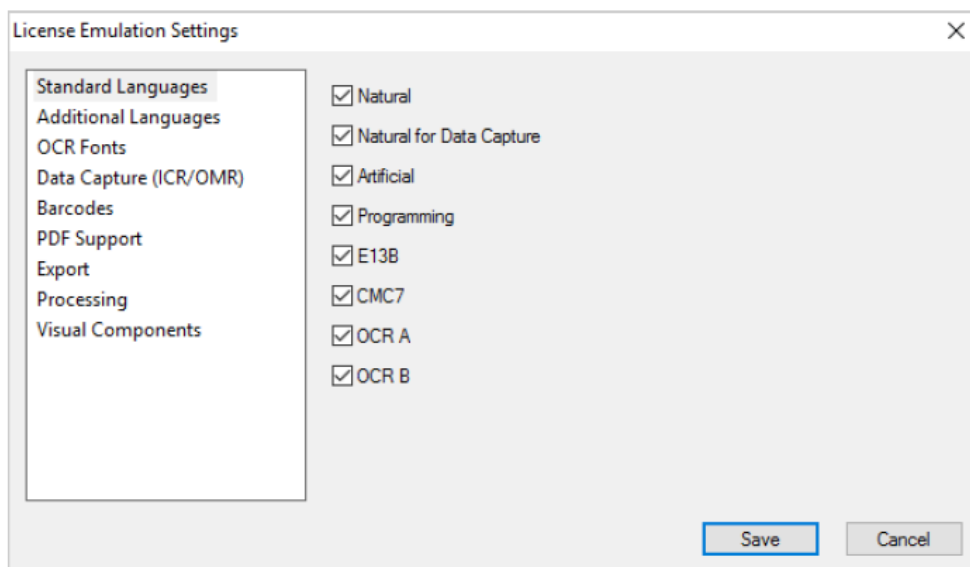 License Emulation Settings
Standard Languages
Additional Languages
OCR Fonts
Data Capture (ICR/OMR)
Barcodes
PDF Support
Export
Processing
Visual Components
Natural
Natural for Data Capture
Artificial
Programming
E13B
CMC7
OCR A
OCR B
Save
Cancel